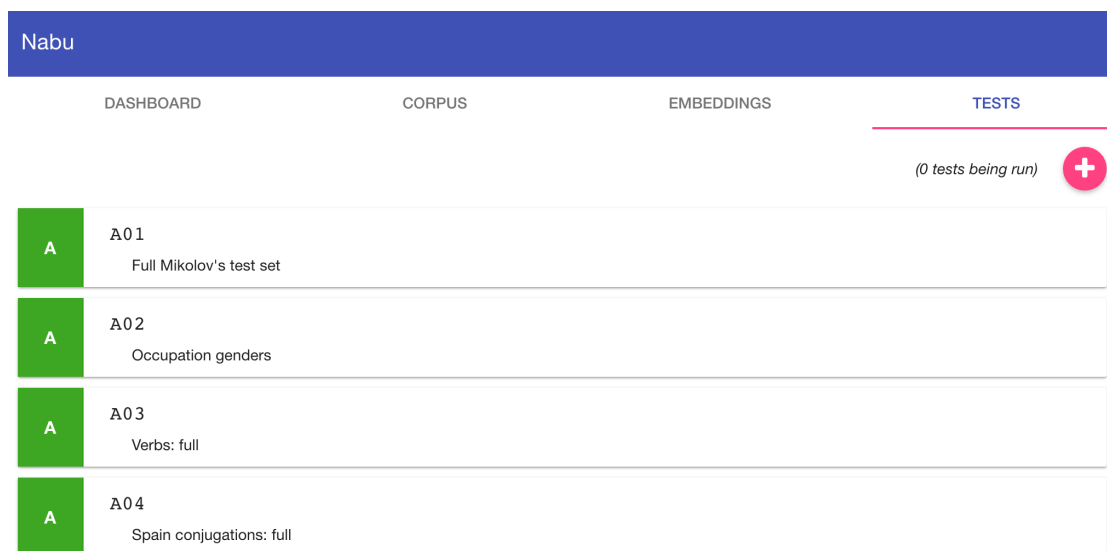 Nabu
DASHBOARD CORPUS EMBEDDINGS TESTS
(0 tests being run)
A A01
Full Mikolov's test set
A A02
Occupation genders
A A03
Verbs: full
A A04
Spain conjugations: full